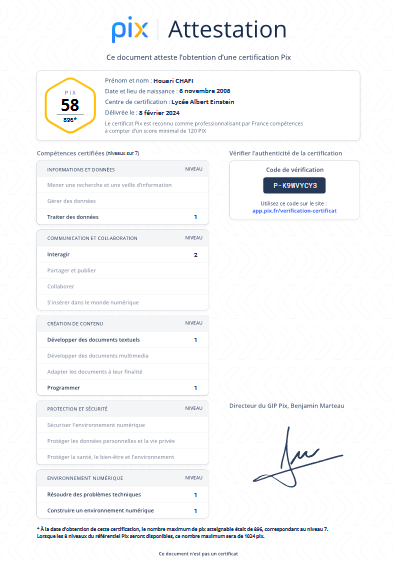 pix Attestation
Ce document atteste l'obtention d'une certification Pix
PIX
58
896*
Prénom et nom : Houari CHAFI
Date et lieu de naissance : 6 novembre 2008
Centre de certification : Lycée Albert Einstein
Délivrée le : 8 février 2024
Le certificat Pix est reconnu comme professionnalisant par France compétences
à compter d'un score minimal de 120 PIX
Compétences certifiées (niveaux sur 7)
INFORMATIONS ET DONNÉES NIVEAU
Mener une recherche et une veille d'information
Gérer des données
Traiter des données 1
COMMUNICATION ET COLLABORATION NIVEAU
Interagir 2
Partager et publier
Collaborer
S'insérer dans le monde numérique
CRÉATION DE CONTENU NIVEAU
Développer des documents textuels 1
Développer des documents multimedia
Adapter les documents à leur finalité
Programmer 1
PROTECTION ET SÉCURITÉ NIVEAU
Sécuriser l'environnement numérique
Protéger les données personnelles et la vie privée
Protéger la santé, le bien-être et l'environnement
ENVIRONNEMENT NUMÉRIQUE NIVEAU
Résoudre des problèmes techniques 1
Construire un environnement numérique 1
Vérifier l'authenticité de la certification
Code de vérification
P-K9WVYCY3
Utilisez ce code sur le site :
app.pix.fr/verification-certificat
Directeur du GIP Pix, Benjamin Marteau
* À la date d'obtention de cette certification, le nombre maximum de pix atteignable était de 896, correspondant au niveau 7.
Lorsque les 8 niveaux du référentiel Pix seront disponibles, ce nombre maximum sera de 1024 pix.
Ce document n'est pas un certificat